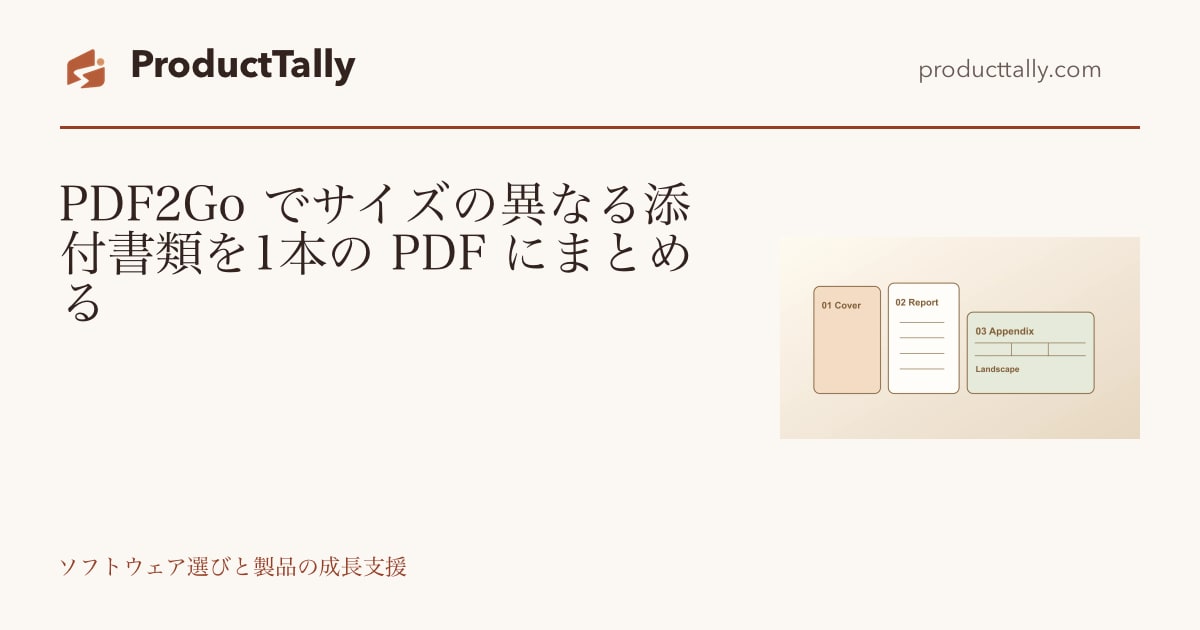 ProductTally
producttally.com
PDF2Go でサイズの異なる添
付書類を1本の PDF にまとめ
る
01 Cover
02 Report
03 Appendix
Landscape
ソフトウェア選びと製品の成長支援